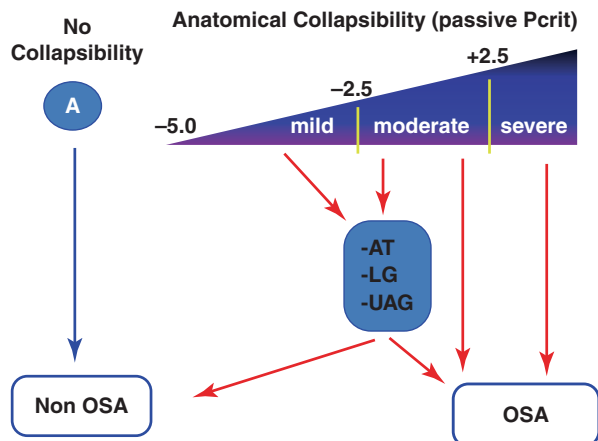 No
Collapsibility
Anatomical Collapsibility (passive Pcrit)
A
–5.0
–2.5
+2.5
mild
moderate
severe
-AT
-LG
-UAG
Non OSA
OSA